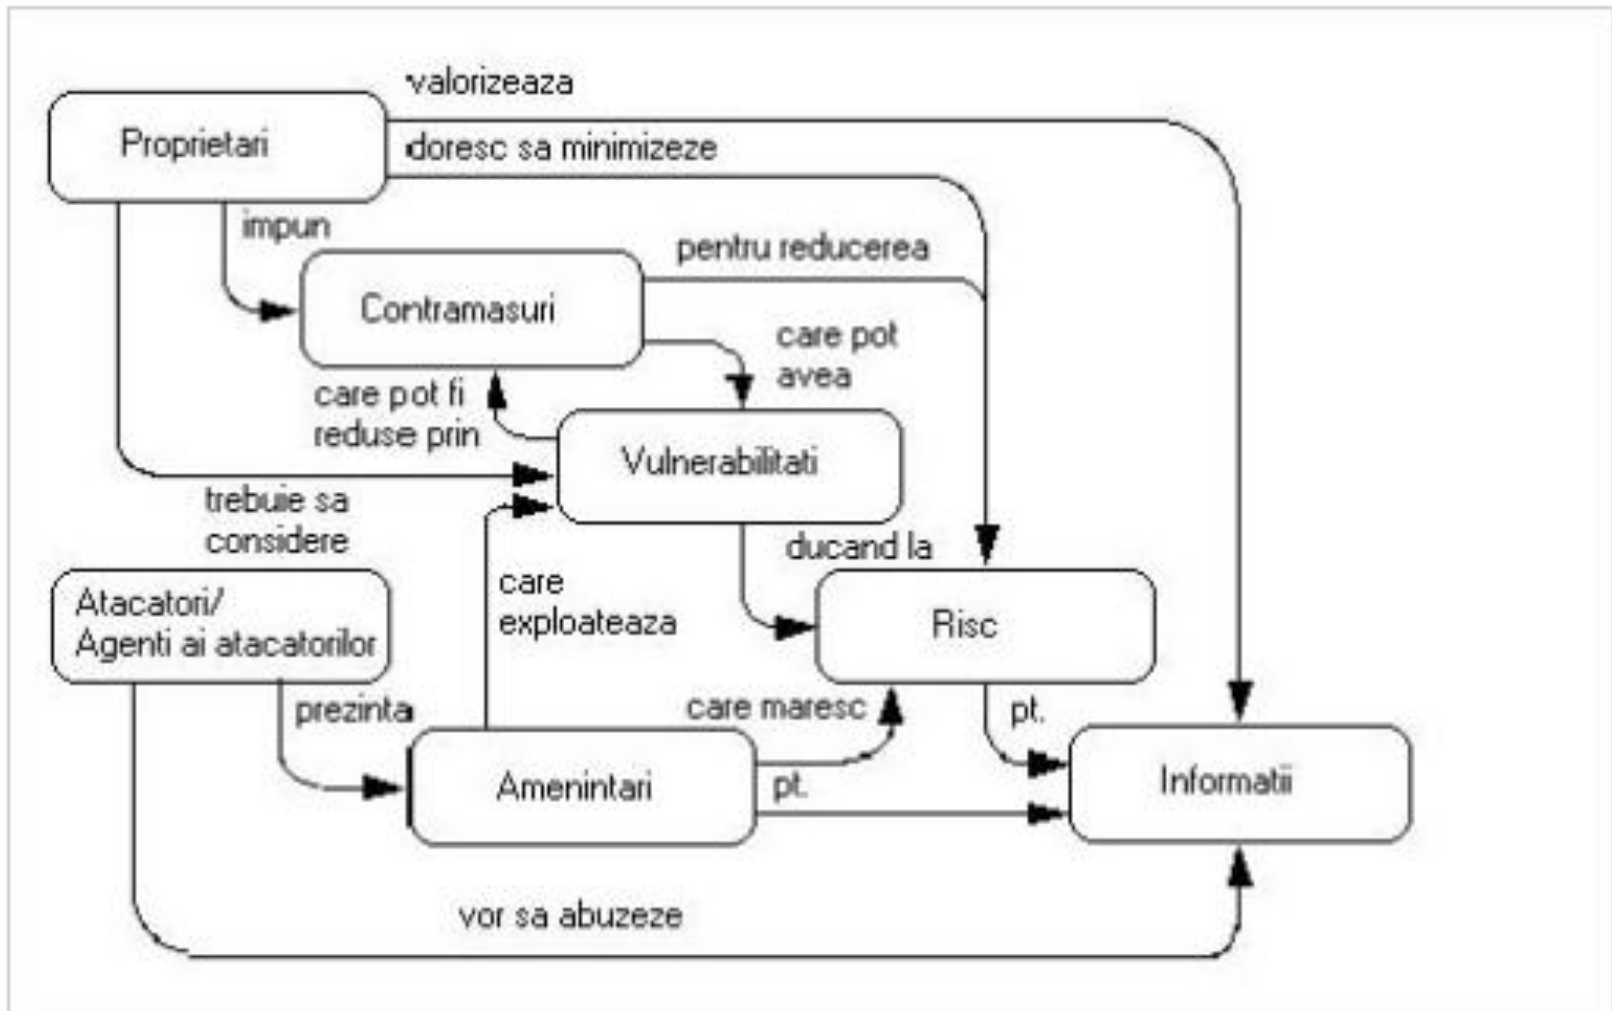 valorizeaza
Proprietari
doresc sa minimizeze
impun
pentru reducerea
Contramasuri
care pot
avea
care pot fi
reduse prin
Vulnerabilitati
trebuie sa
considere
ducand la
care
exploateaza
Atacatori/
Agenti ai atacatorilor
Risc
prezinta
care maresc
pt.
Amenintari
pt.
Informatii
vor sa abuzeze